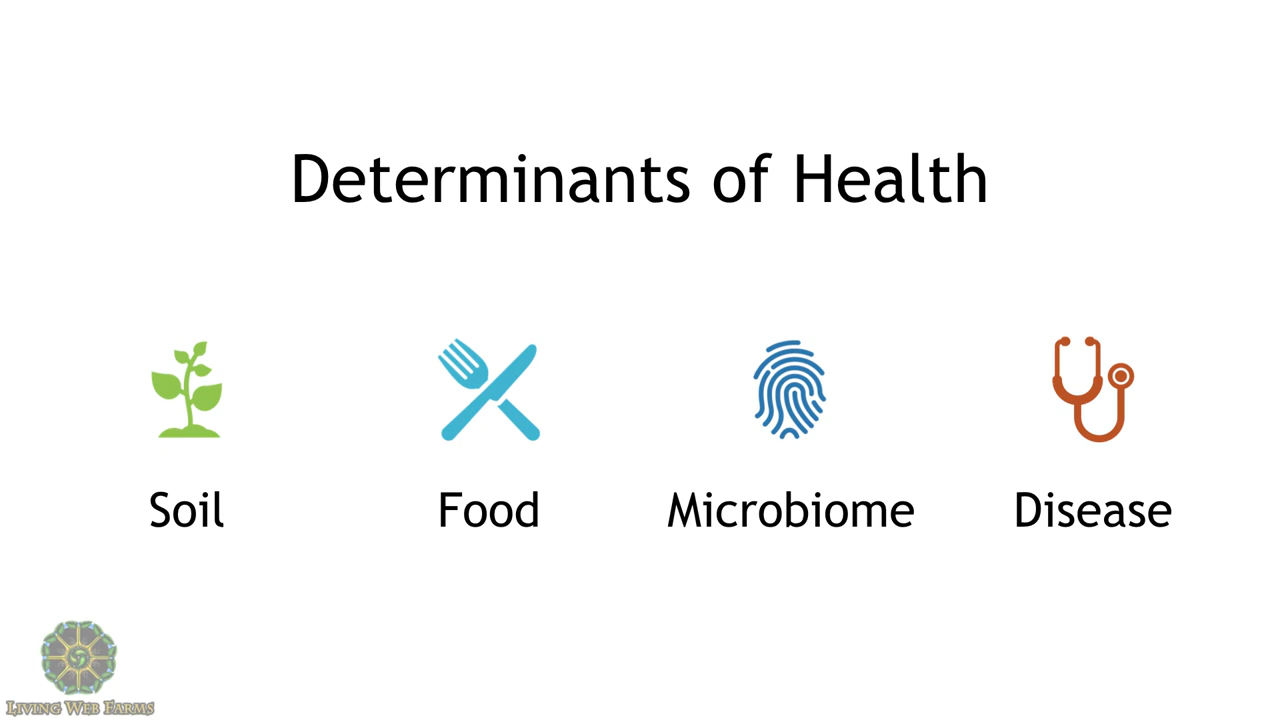 Determinants of Health
Soil
Food
Microbiome
Disease
LIVING WEB FARMS